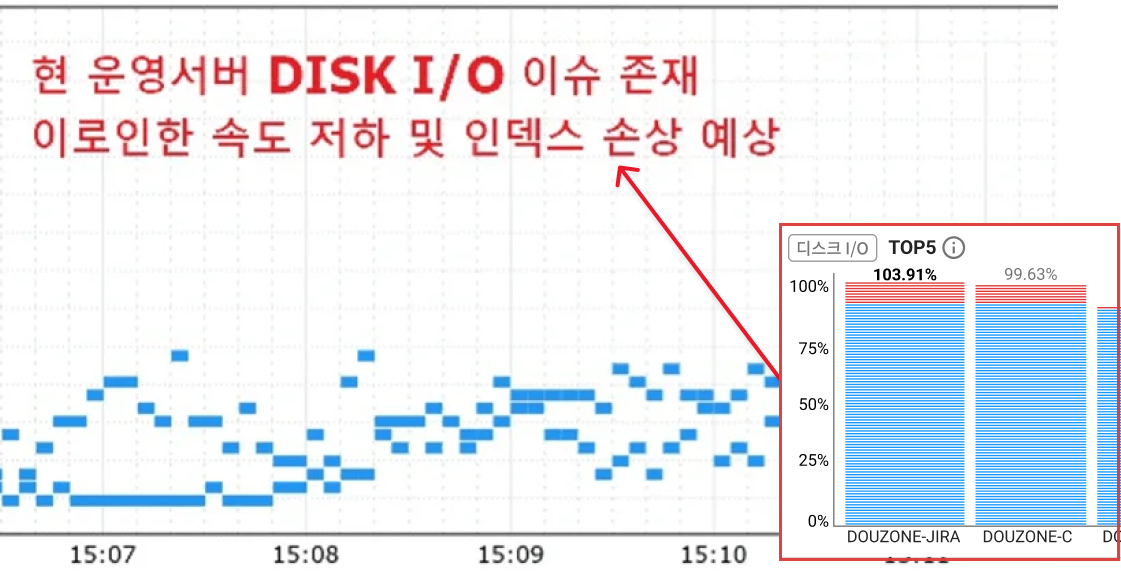 현 운영서버 DISK I/O 이슈 존재
이로인한 속도 저하 및 인덱스 손상 예상
디스크 I/O TOP5
103.91% 99.63%
100%
75%
50%
25%
0%
DOUZONE-JIRA DOUZONE-C DO
15:07 15:08 15:09 15:10